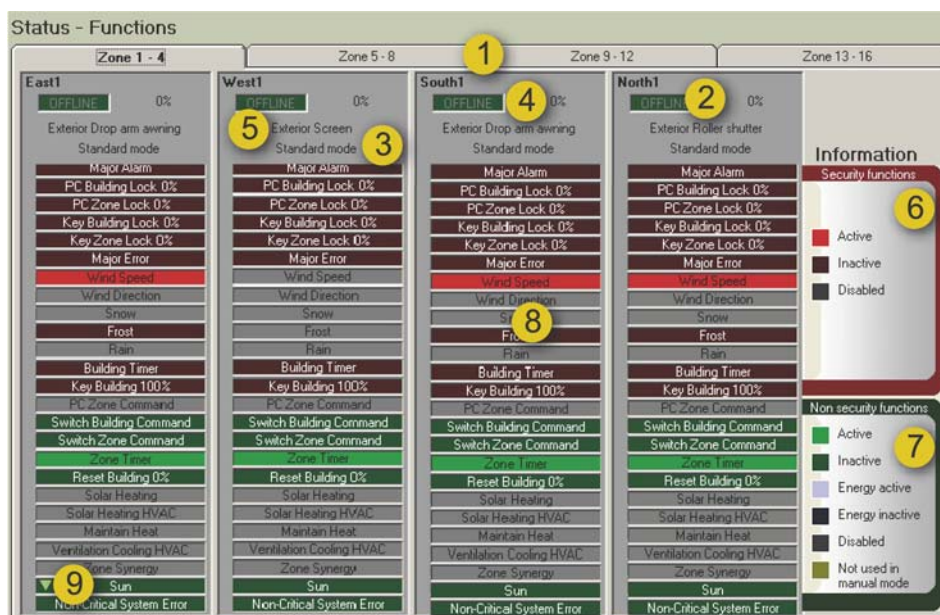 Status - Functions
Zone 1 - 4
Zone 5 - 8
1
Zone 9 - 12
Zone 13 - 16
East1
OFFLINE 0%
Exterior Drop arm awning
Standard mode
Major Alarm
PC Building Lock 0%
PC Zone Lock 0%
Key Building Lock 0%
Key Zone Lock 0%
Major Error
Wind Speed
Wind Direction
Snow
Frost
Rain
Building Timer
Key Building 100%
PC Zone Command
Switch Building Command
Switch Zone Command
Zone Timer
Reset Building 0%
Solar Heating
Solar Heating HVAC
Maintain Heat
Ventilation Cooling HVAC
Zone Synergy
9 Sun
Non-Critical System Error
West1
OFFLINE 0%
5 Exterior Screen
Standard mode 3
Major Alarm
PC Building Lock 0%
PC Zone Lock 0%
Key Building Lock 0%
Key Zone Lock 0%
Major Error
Wind Speed
Wind Direction
Snow
Frost
Rain
Building Timer
Key Building 100%
PC Zone Command
Switch Building Command
Switch Zone Command
Zone Timer
Reset Building 0%
Solar Heating
Solar Heating HVAC
Maintain Heat
Ventilation Cooling HVAC
Zone Synergy
Sun
Non-Critical System Error
South1
OFFLINE 4 0%
Exterior Drop arm awning
Standard mode
Major Alarm
PC Building Lock 0%
PC Zone Lock 0%
Key Building Lock 0%
Key Zone Lock 0%
Major Error
Wind Speed
Wind Direction
8
Rain
Building Timer
Key Building 100%
PC Zone Command
Switch Building Command
Switch Zone Command
Zone Timer
Reset Building 0%
Solar Heating
Solar Heating HVAC
Maintain Heat
Ventilation Cooling HVAC
Zone Synergy
Sun
Non-Critical System Error
North1
OFFLINE 2 0%
Exterior Roller shutter
Standard mode
Major Alarm
PC Building Lock 0%
PC Zone Lock 0%
Key Building Lock 0%
Key Zone Lock 0%
Major Error
Wind Speed
Wind Direction
Snow
Frost
Rain
Building Timer
Key Building 100%
PC Zone Command
Switch Building Command
Switch Zone Command
Zone Timer
Reset Building 0%
Solar Heating
Solar Heating HVAC
Maintain Heat
Ventilation Cooling HVAC
Zone Synergy
Sun
Non-Critical System Error
Information
Security functions
6
Active
Inactive
Disabled
Non security functions
Active
7
Inactive
Energy active
Energy inactive
Disabled
Not used in
manual mode